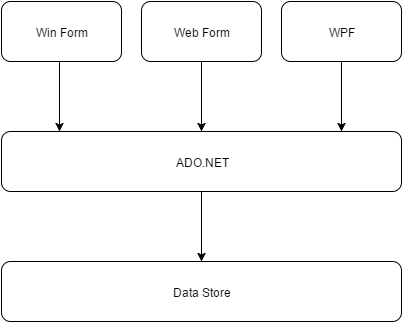 Win Form
Web Form
WPF
ADO.NET
Data Store